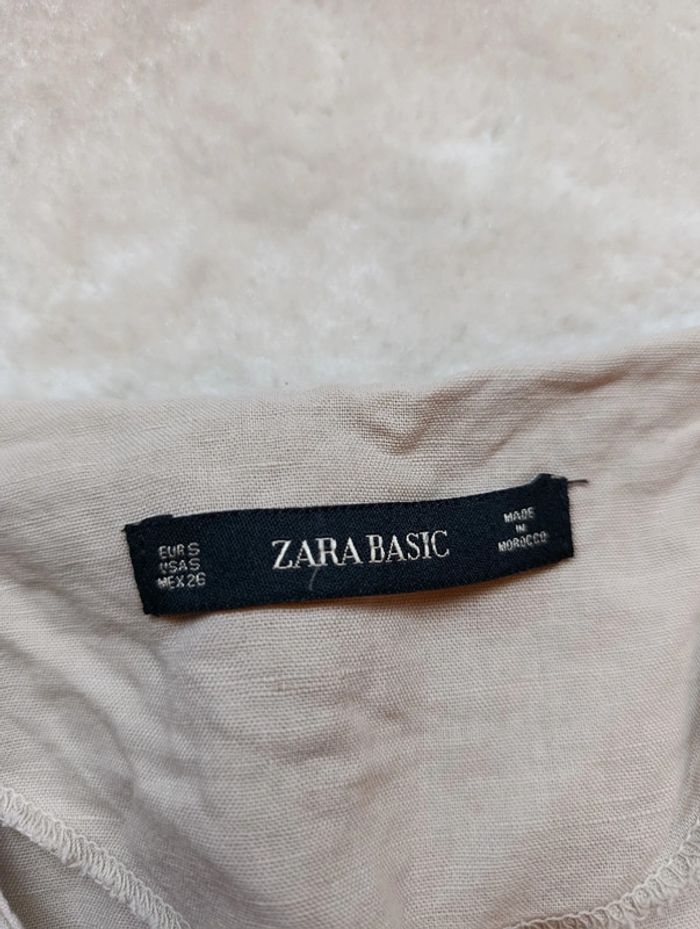 EUR S
USA S
MEX 26
ZARA BASIC
MADE
IN
MOROCCO